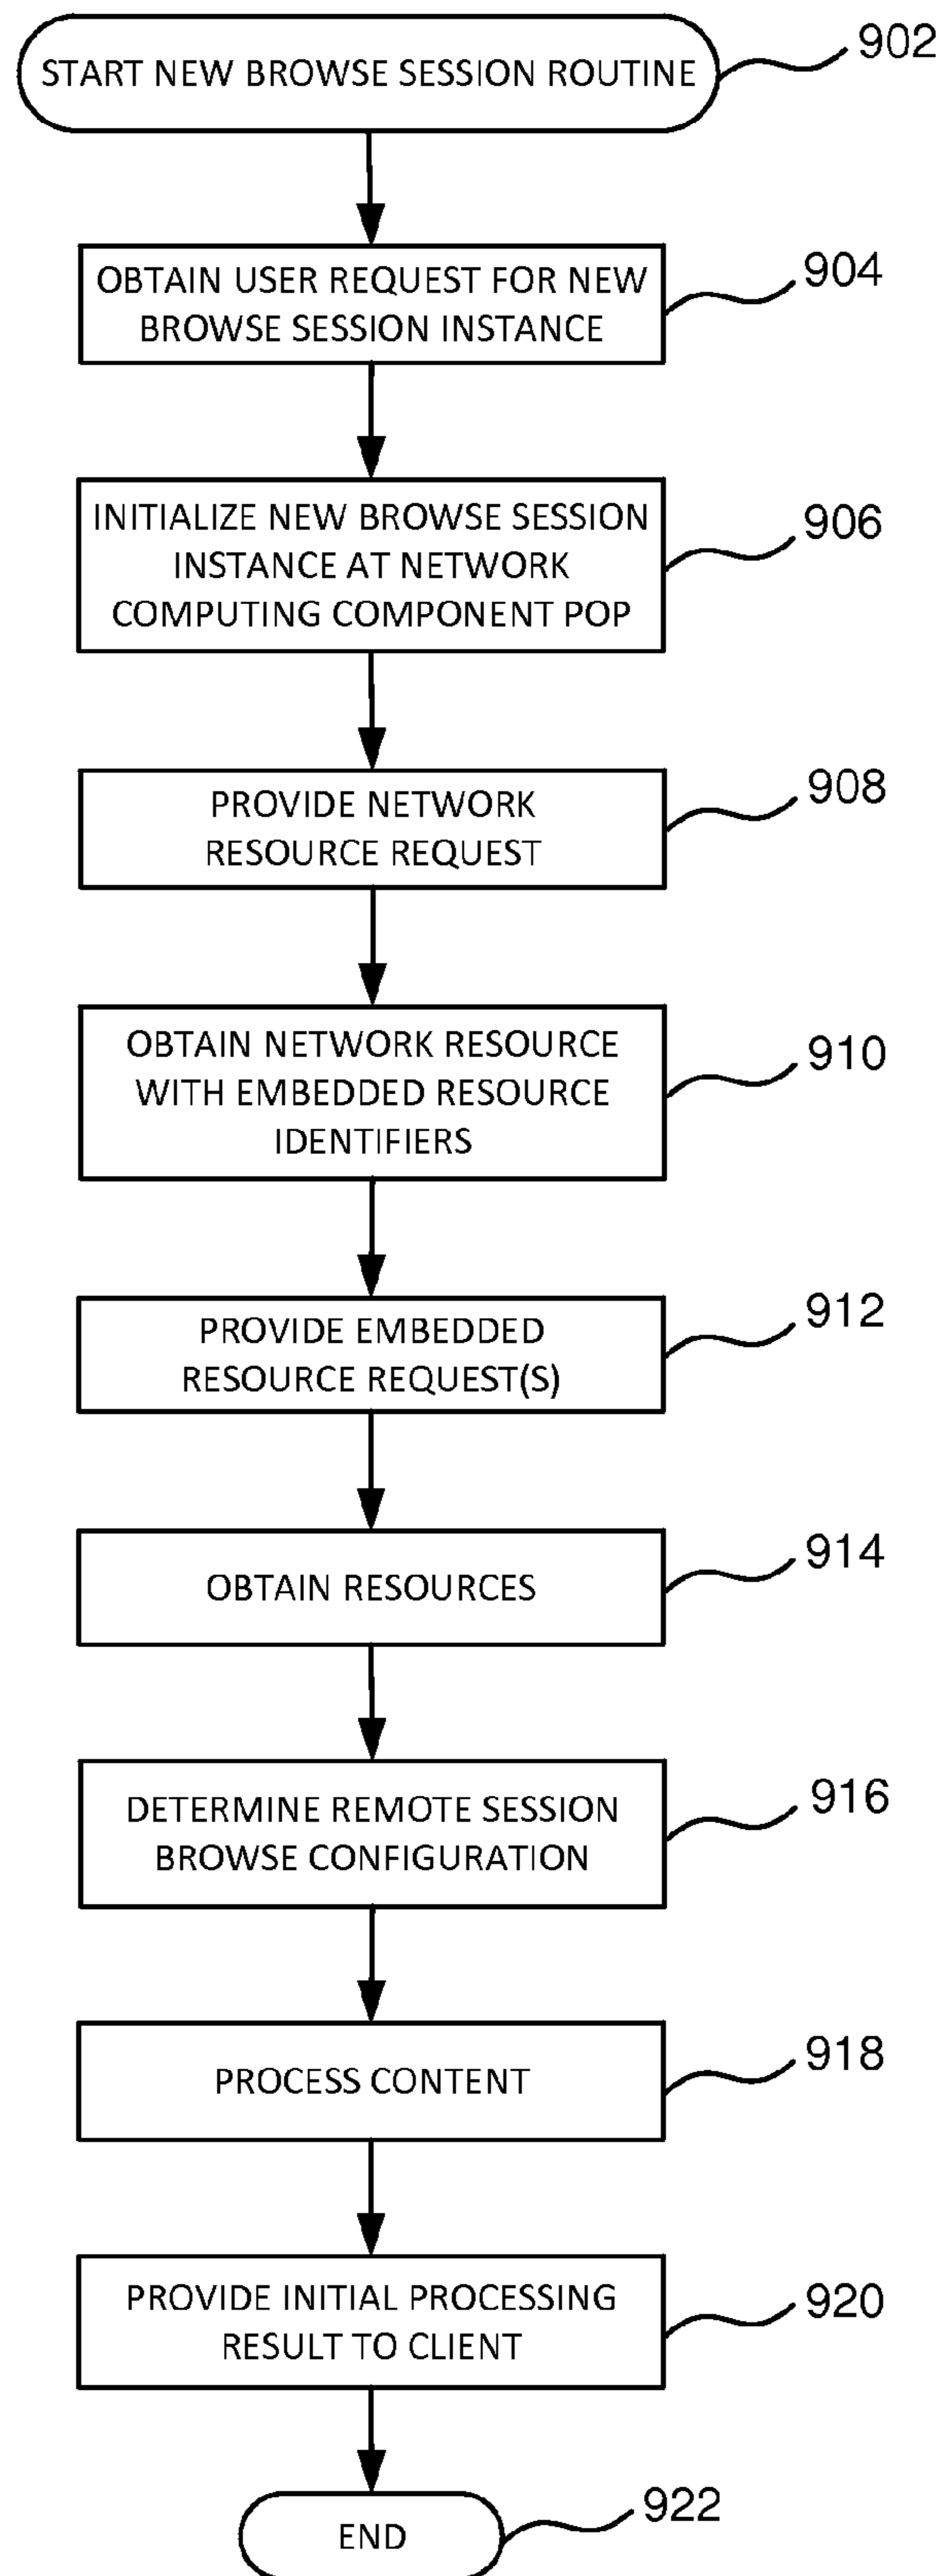 START NEW BROWSE SESSION ROUTINE
902
OBTAIN USER REQUEST FOR NEW
BROWSE SESSION INSTANCE
904
INITIALIZE NEW BROWSE SESSION
INSTANCE AT NETWORK
COMPUTING COMPONENT POP
906
PROVIDE NETWORK
RESOURCE REQUEST
908
OBTAIN NETWORK RESOURCE
WITH EMBEDDED RESOURCE
IDENTIFIERS
910
PROVIDE EMBEDDED
RESOURCE REQUEST(S)
912
OBTAIN RESOURCES
914
DETERMINE REMOTE SESSION
BROWSE CONFIGURATION
916
PROCESS CONTENT
918
PROVIDE INITIAL PROCESSING
RESULT TO CLIENT
920
END
922